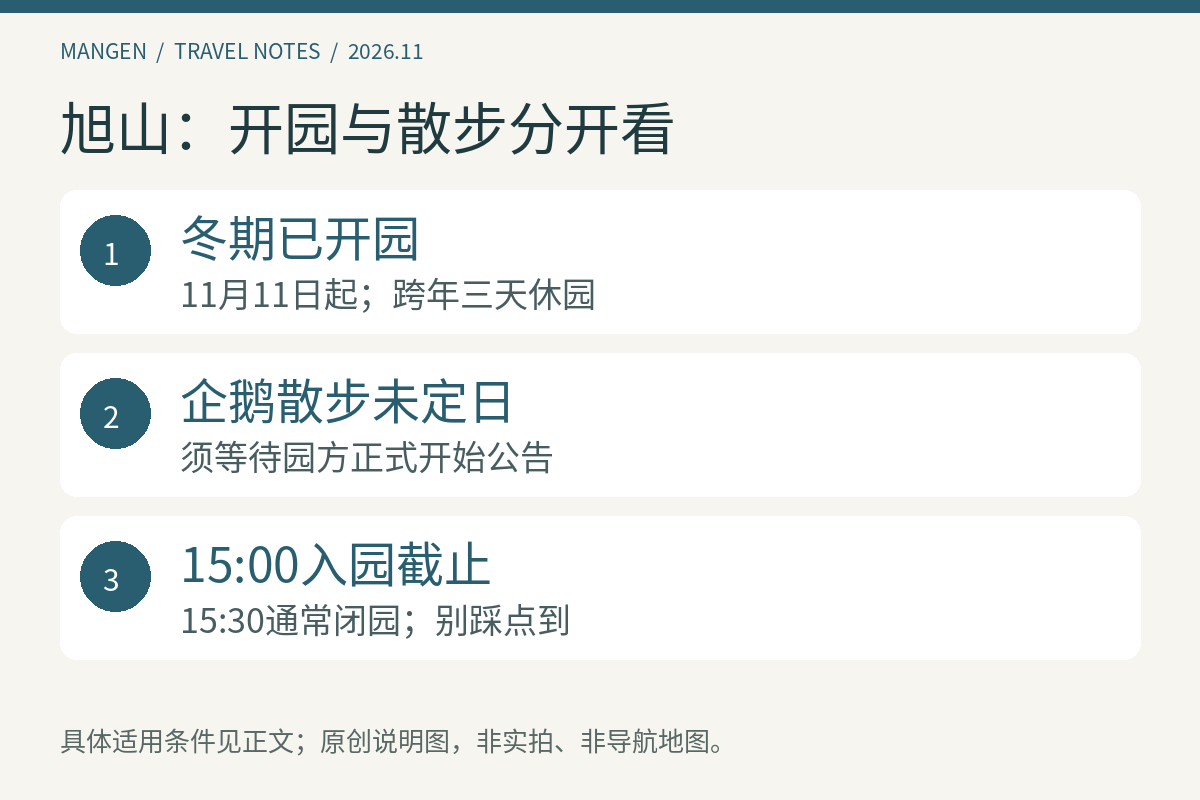 MANGEN / TRAVEL NOTES / 2026.11
旭山：开园与散步分开看
1
冬期已开园
11月11日起；跨年三天休园
2
企鹅散步未定日
须等待园方正式开始公告
3
15:00入园截止
15:30通常闭园；别踩点到
具体适用条件见正文；原创说明图，非实拍、非导航地图。